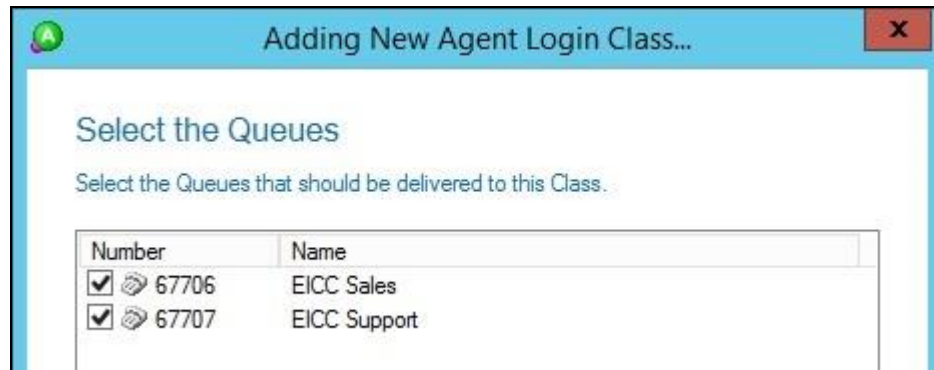 Adding New Agent Login Class...
x
Select the Queues
Select the Queues that should be delivered to this Class.
Number Name
67706 EICC Sales
67707 EICC Support